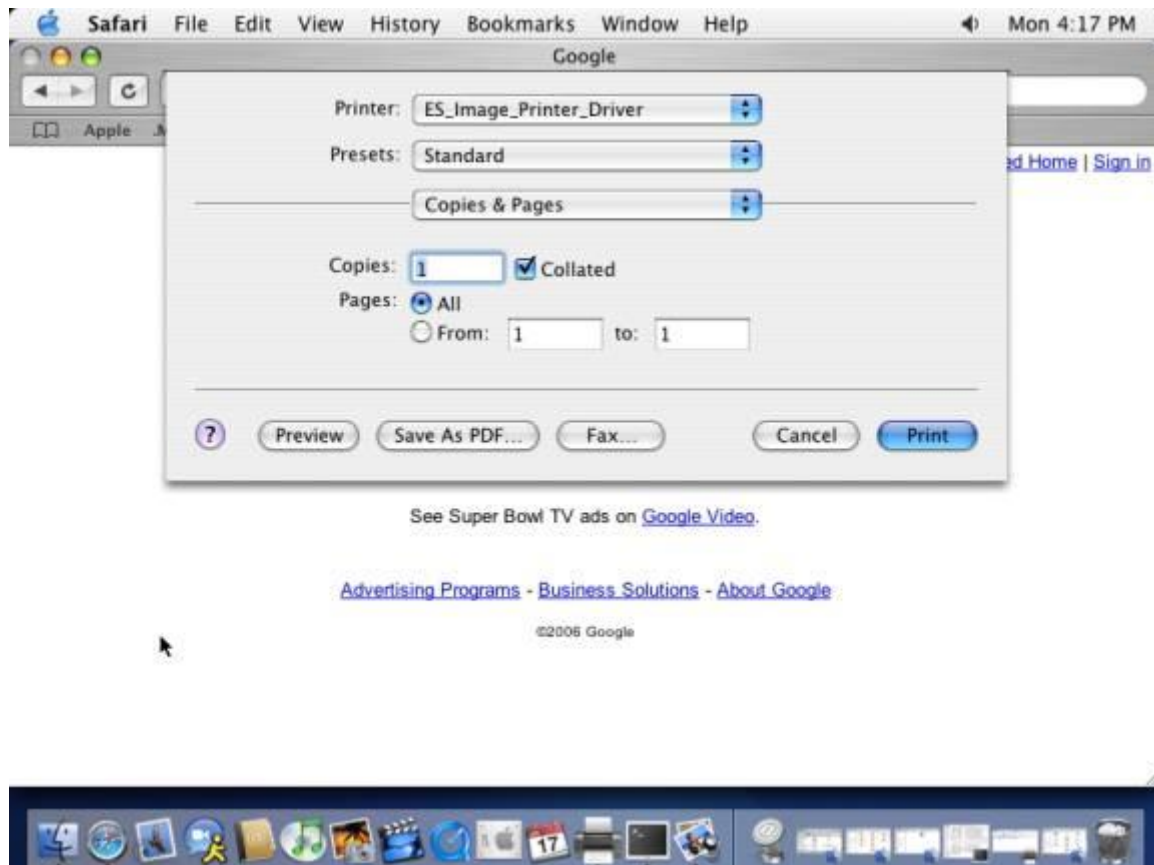 Safari File Edit View History Bookmarks Window Help Mon 4:17 PM
Google
Printer: ES_Image_Printer_Driver
Apple
Presets: Standard
Home | Sign in
Copies & Pages
Copies: 1 Collated
Pages: All
From: 1 to: 1
? Preview Save As PDF... Fax... Cancel Print
See Super Bowl TV ads on Google Video.
Advertising Programs - Business Solutions - About Google
©2006 Google
17